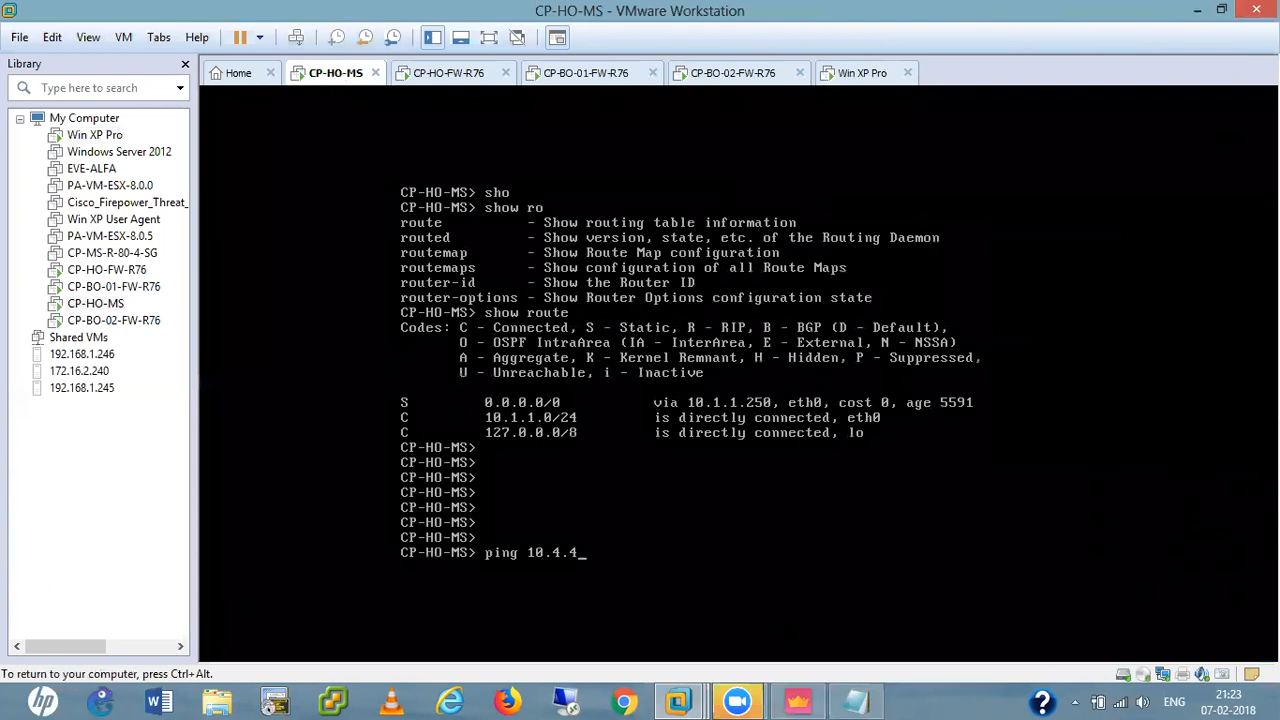 CP-HO-MS - VMware Workstation
File Edit View VM Tabs Help
Library
Type here to search
My Computer
Win XP Pro
Windows Server 2012
EVE-ALFA
PA-VM-ESX-8.0.0
Cisco_Firepower_Threat_
Win XP User Agent
PA-VM-ESX-8.0.5
CP-MS-R-80-4-SG
CP-HO-FW-R76
CP-BO-01-FW-R76
CP-HO-MS
CP-BO-02-FW-R76
Shared VMs
192.168.1.246
172.16.2.240
192.168.1.245
Home CP-HO-MS CP-HO-FW-R76 CP-BO-01-FW-R76 CP-BO-02-FW-R76 Win XP Pro
CP-HO-MS> sho
CP-HO-MS> show ro
route - Show routing table information
routed - Show version, state, etc. of the Routing Daemon
routemap - Show Route Map configuration
routemaps - Show configuration of all Route Maps
router-id - Show the Router ID
router-options - Show Router Options configuration state
CP-HO-MS> show route
Codes: C - Connected, S - Static, R - RIP, B - BGP (D - Default),
O - OSPF IntraArea (IA - InterArea, E - External, N - NSSA)
A - Aggregate, K - Kernel Remnant, H - Hidden, P - Suppressed,
U - Unreachable, i - Inactive
S 0.0.0.0/0 via 10.1.1.250, eth0, cost 0, age 5591
C 10.1.1.0/24 is directly connected, eth0
C 127.0.0.0/8 is directly connected, lo
CP-HO-MS>
CP-HO-MS>
CP-HO-MS>
CP-HO-MS>
CP-HO-MS>
CP-HO-MS>
CP-HO-MS>
CP-HO-MS> ping 10.4.4_
To return to your computer, press Ctrl+Alt.
ENG
21:23
07-02-2018